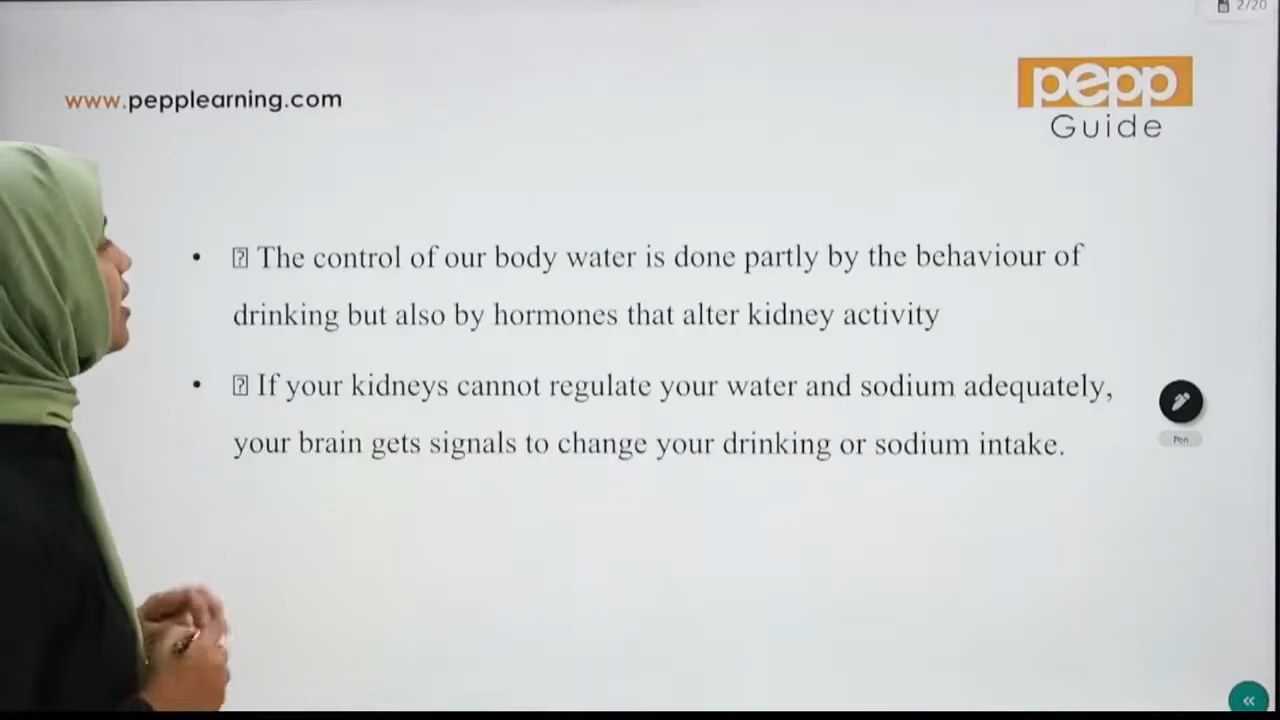 2/20
www.pepplearning.com
pepp
Guide
• The control of our body water is done partly by the behaviour of
drinking but also by hormones that alter kidney activity
• If your kidneys cannot regulate your water and sodium adequately,
your brain gets signals to change your drinking or sodium intake.
Pen